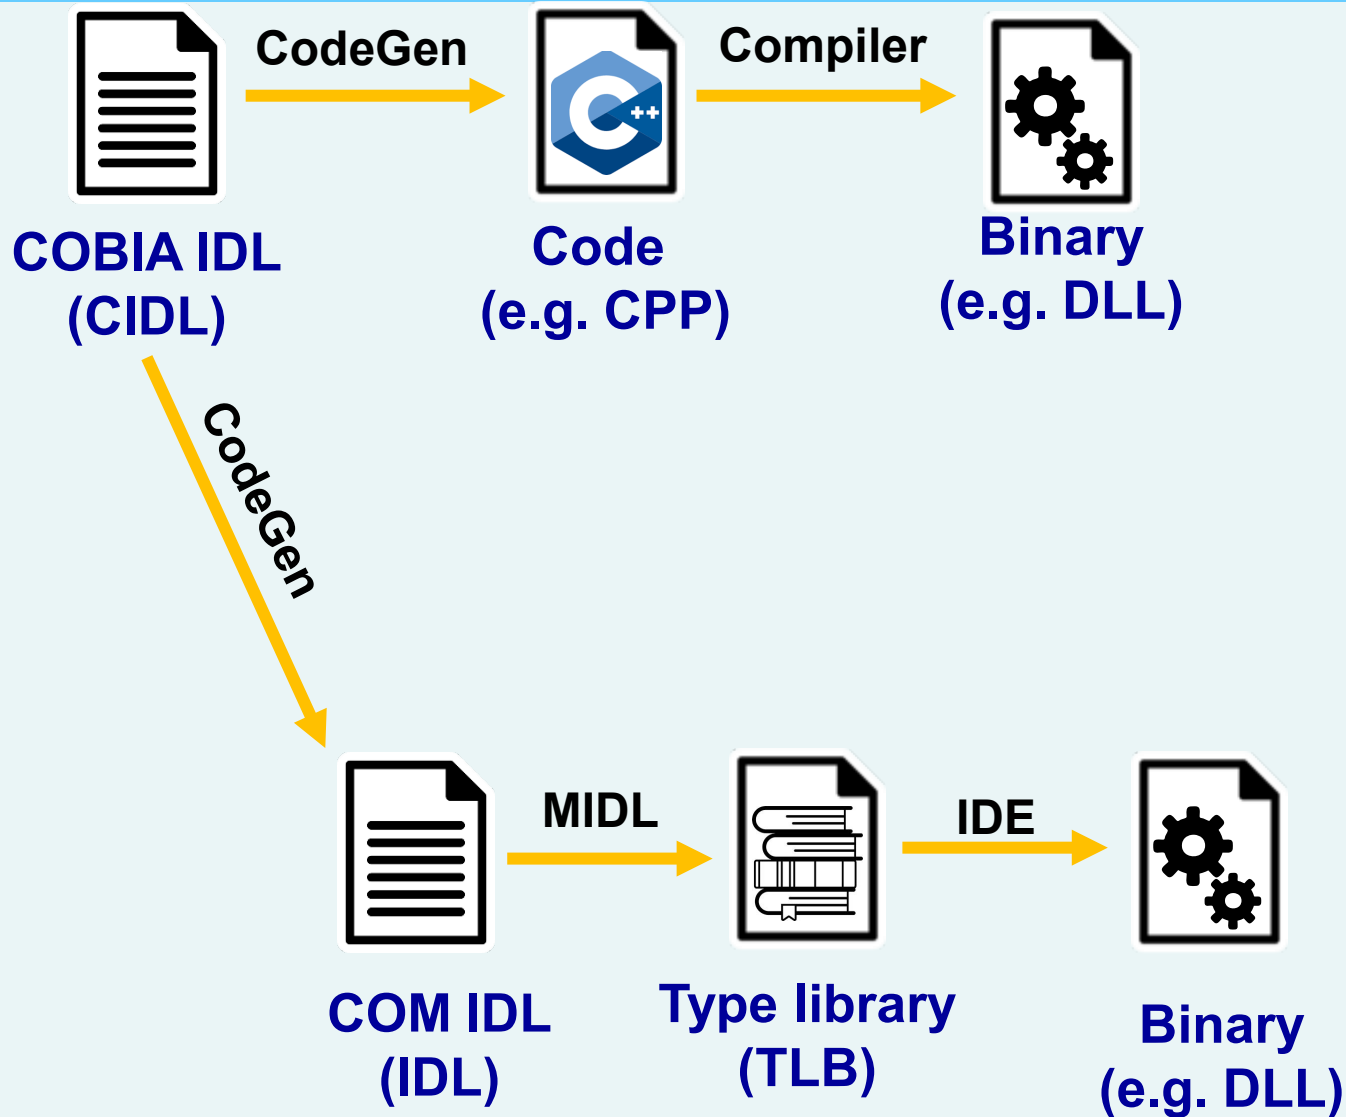 CodeGen
Compiler
C++
COBIA IDL
(CIDL)
Code
(e.g. CPP)
Binary
(e.g. DLL)
CodeGen
MIDL
IDE
COM IDL
(IDL)
Type library
(TLB)
Binary
(e.g. DLL)